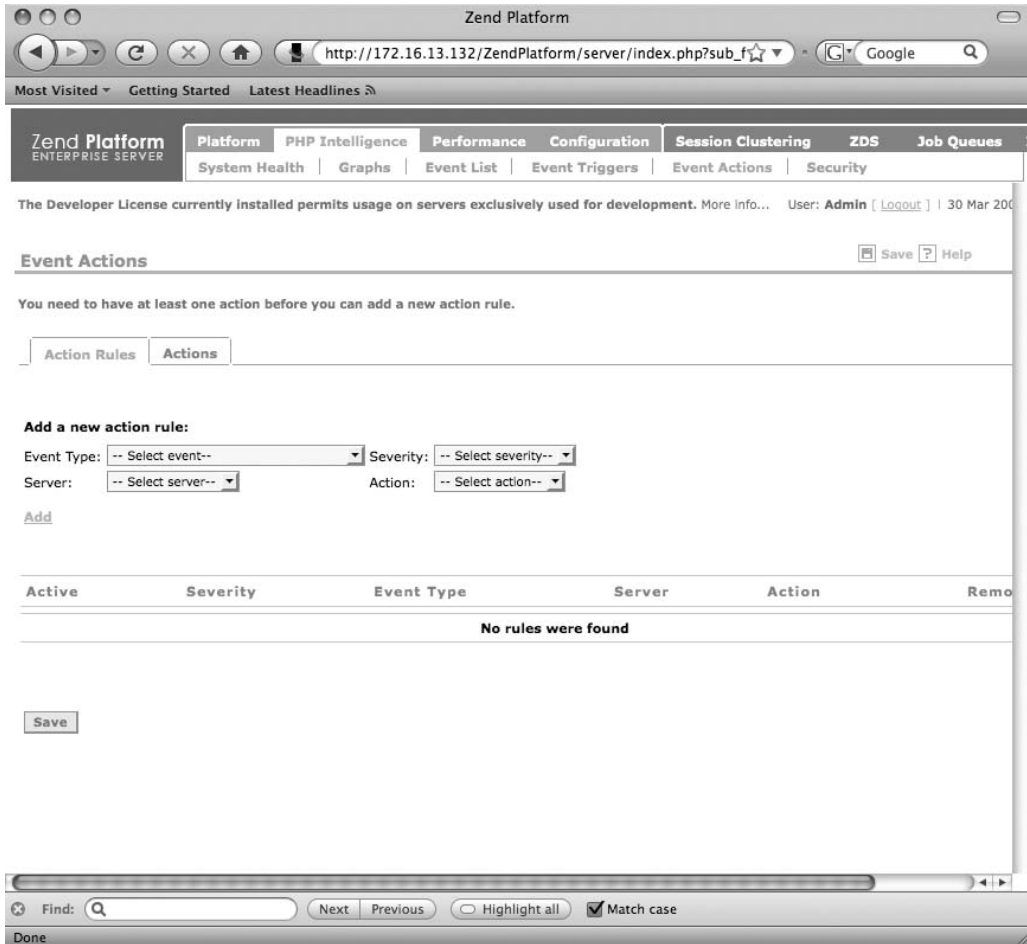 Zend Platform
http://172.16.13.132/ZendPlatform/server/index.php?sub_f
G Google
Most Visited Getting Started Latest Headlines
Zend Platform
ENTERPRISE SERVER
Platform PHP Intelligence Performance Configuration Session Clustering ZDS Job Queues
System Health | Graphs | Event List | Event Triggers | Event Actions | Security
The Developer License currently installed permits usage on servers exclusively used for development. More info... User: Admin [ Logout ] | 30 Mar 200
Event Actions
Save ? Help
You need to have at least one action before you can add a new action rule.
Action Rules Actions
Add a new action rule:
Event Type: -- Select event-- Severity: -- Select severity--
Server: -- Select server-- Action: -- Select action--
Add
Active Severity Event Type Server Action Remo
No rules were found
Save
Find: Next Previous Highlight all Match case
Done